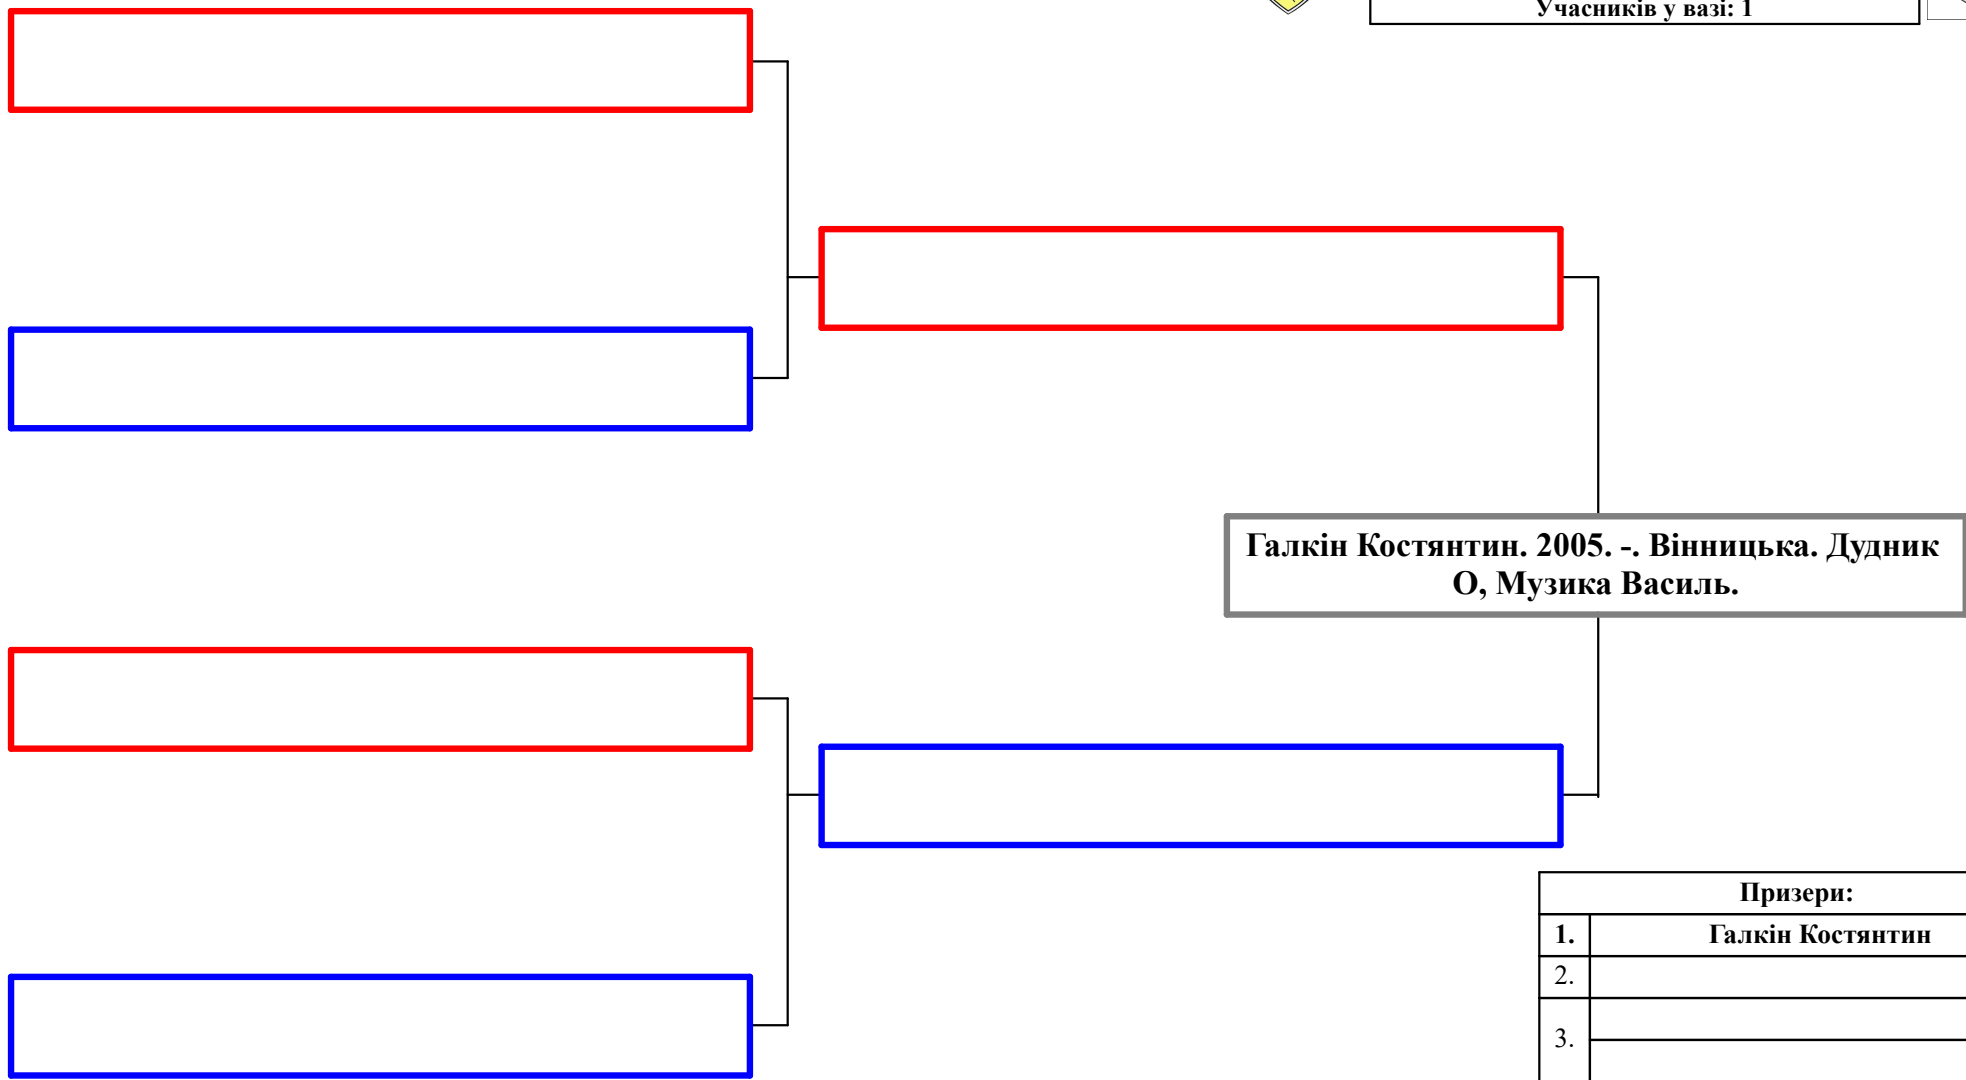 Учасників у вазі: 1
Галкін Костянтин. 2005. -. Вінницька. Дудник
О, Музика Василь.
Призери:
1. Галкін Костянтин
2.
3.